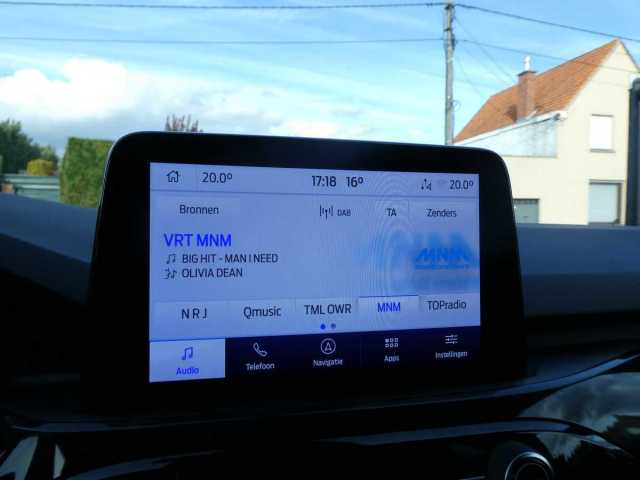 20.0° 17:18 16° 20.0°
Bronnen DAB TA Zenders
VRT MNM
BIG HIT - MAN I NEED
OLIVIA DEAN
MNM
NRJ Qmusic TML OWR MNM TOPradio
Audio Telefoon Navigatie Apps Instellingen